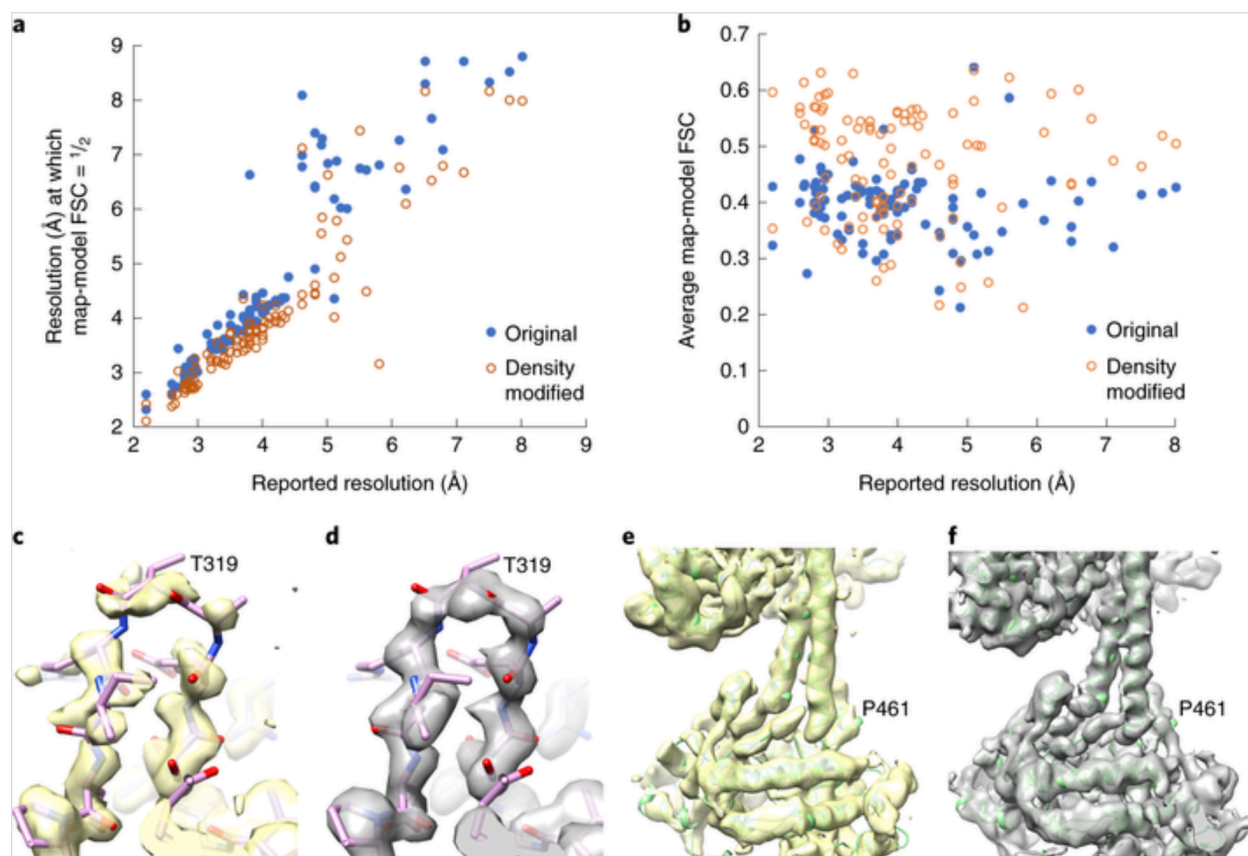 a
9
8
7
6
5
4
3
2
2 3 4 5 6 7 8 9
Resolution (Å) at which
map-model FSC = 1/2
Reported resolution (Å)
Original
Density
modified
b
0.7
0.6
0.5
0.4
0.3
0.2
0.1
0
2 3 4 5 6 7 8
Average map-model FSC
Reported resolution (Å)
Original
Density
modified
c
T319
d
T319
e
P461
f
P461